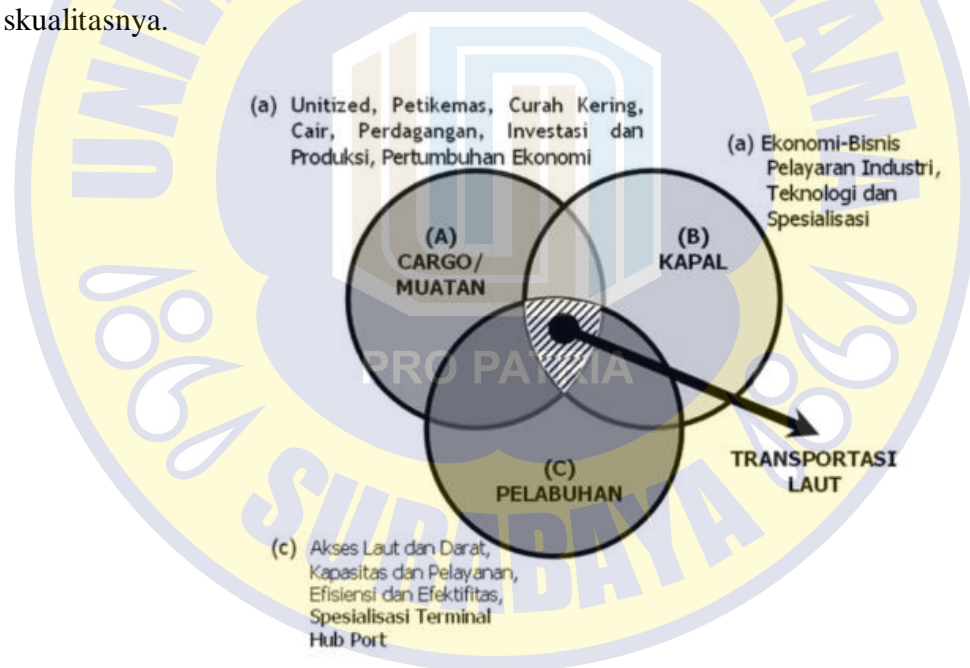 skualitasnya.
(a) Unitized, Petikemas, Curah Kering,
Cair, Perdagangan, Investasi dan
Produksi, Pertumbuhan Ekonomi
(a) Ekonomi-Bisnis
Pelayaran Industri,
Teknologi dan
Spesialisasi
(A)
CARGO/
MUATAN
(B)
KAPAL
PRO PATRIA
TRANSPORTASI
LAUT
(C)
PELABUHAN
SURABAYA
(c) Akses Laut dan Darat,
Kapasitas dan Pelayanan,
Efisiensi dan Efektifitas,
Spesialisasi Terminal
Hub Port